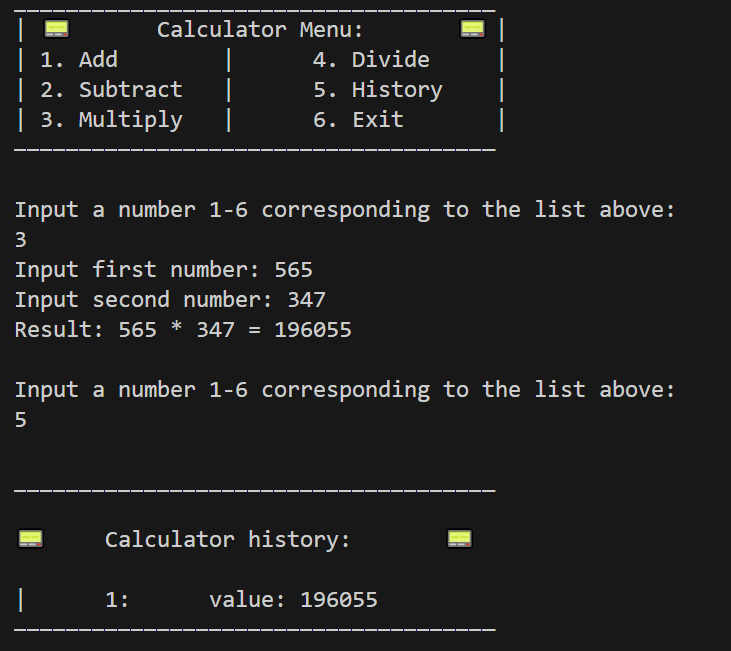 | 📟 Calculator Menu: 📟 |
| 1. Add | 4. Divide |
| 2. Subtract | 5. History |
| 3. Multiply | 6. Exit |
Input a number 1-6 corresponding to the list above:
3
Input first number: 565
Input second number: 347
Result: 565 * 347 = 196055
Input a number 1-6 corresponding to the list above:
5
📟 Calculator history: 📟
| 1: value: 196055